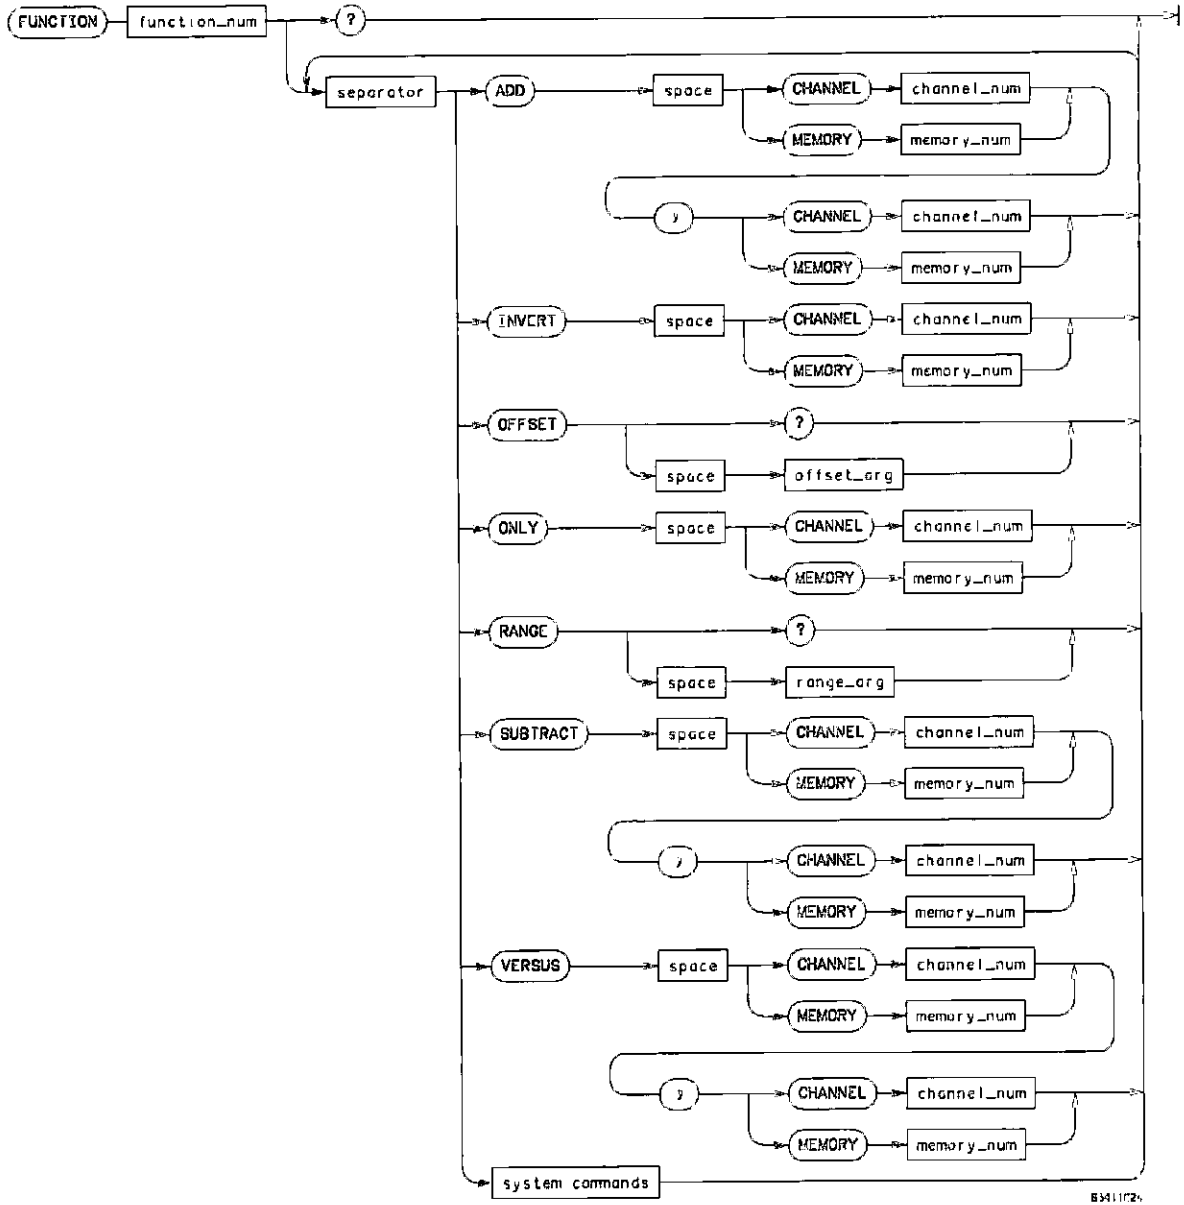 FUNCTION function_num ?
separator ADD space CHANNEL channel_num
MEMORY memory_num
, CHANNEL channel_num
MEMORY memory_num
INVERT space CHANNEL channel_num
MEMORY memory_num
OFFSET ?
space offset_arg
ONLY space CHANNEL channel_num
MEMORY memory_num
RANGE ?
space range_arg
SUBTRACT space CHANNEL channel_num
MEMORY memory_num
, CHANNEL channel_num
MEMORY memory_num
VERSUS space CHANNEL channel_num
MEMORY memory_num
, CHANNEL channel_num
MEMORY memory_num
system commands